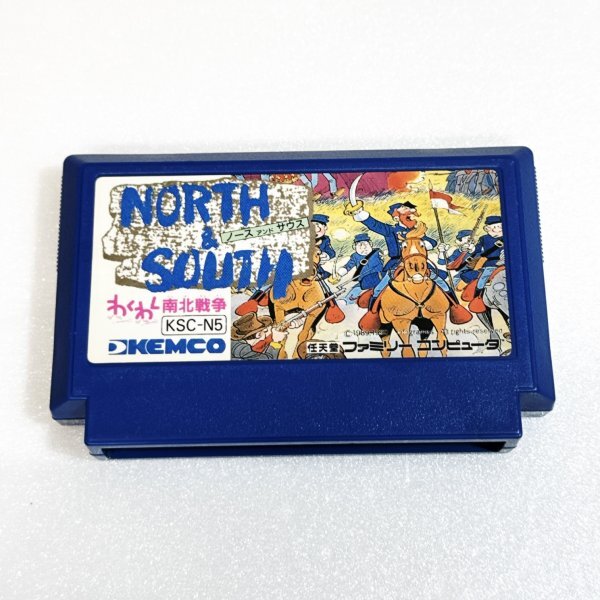 NORTH
&
ノース アンド サウス
SOUTH
わくわく 南北戦争
KSC-N5
KEMCO
任天堂 ファミリー コンピュータ